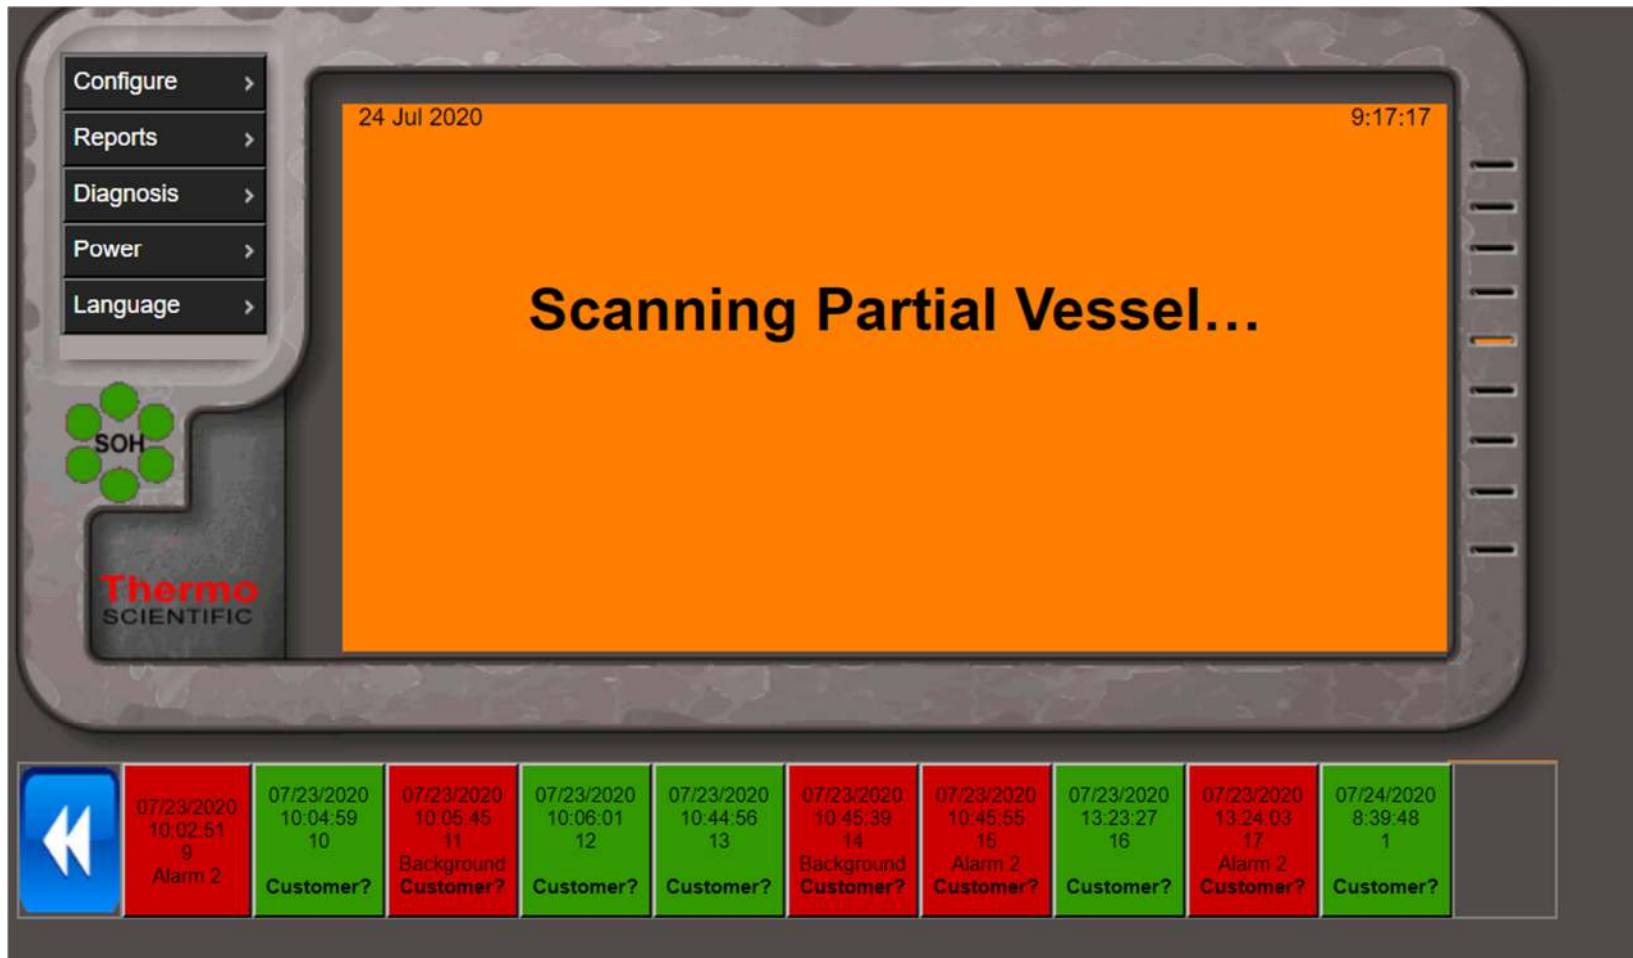 Configure
Reports
Diagnosis
Power
Language
24 Jul 2020
9:17:17
Scanning Partial Vessel...
SOH
Thermo
SCIENTIFIC
07/23/2020
10:02:51
9
Alarm 2
07/23/2020
10:04:59
10
Customer?
07/23/2020
10:05:45
11
Background
Customer?
07/23/2020
10:06:01
12
Customer?
07/23/2020
10:44:56
13
Customer?
07/23/2020
10:45:39
14
Background
Customer?
07/23/2020
10:45:55
15
Alarm 2
Customer?
07/23/2020
13:23:27
16
Customer?
07/23/2020
13:24:03
17
Alarm 2
Customer?
07/24/2020
8:39:48
1
Customer?